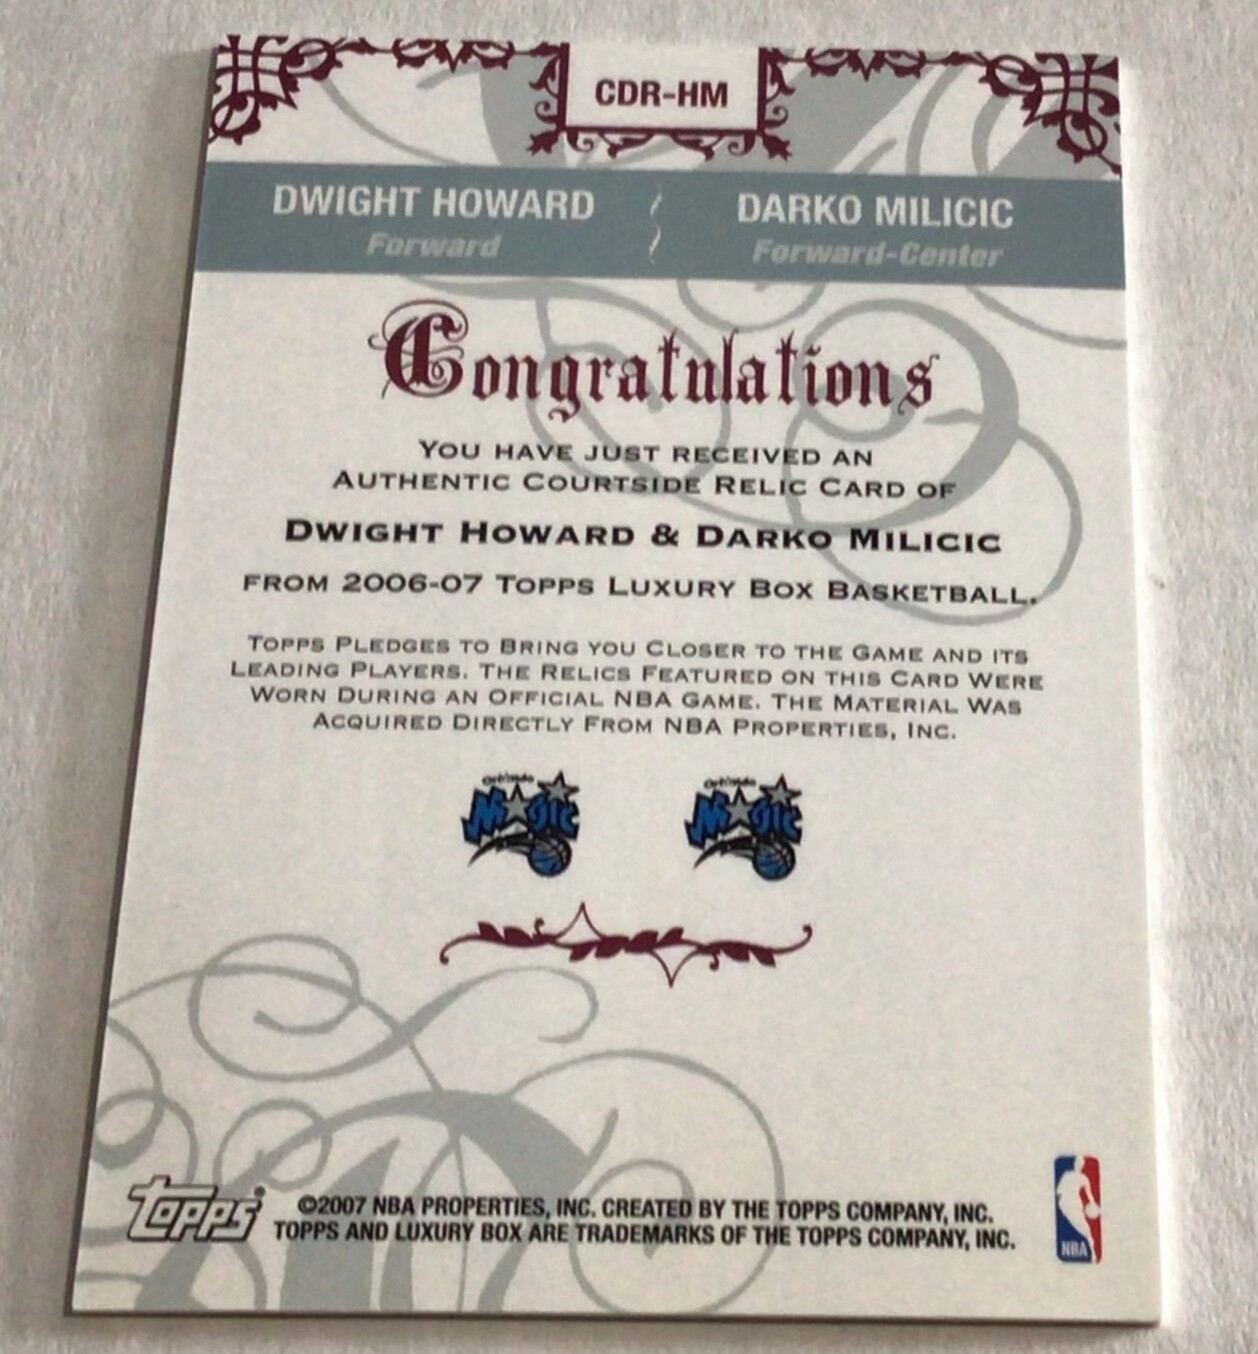 CDR-HM
DWIGHT HOWARD
Forward
DARKO MILICIC
Forward-Center
Congratulations
YOU HAVE JUST RECEIVED AN
AUTHENTIC COURTSIDE RELIC CARD OF
DWIGHT HOWARD & DARKO MILICIC
FROM 2006-07 TOPPS LUXURY BOX BASKETBALL.
TOPPS PLEDGES TO BRING YOU CLOSER TO THE GAME AND ITS
LEADING PLAYERS. THE RELICS FEATURED ON THIS CARD WERE
WORN DURING AN OFFICIAL NBA GAME. THE MATERIAL WAS
ACQUIRED DIRECTLY FROM NBA PROPERTIES, INC.
Orlando
Magic
Orlando
Magic
Topps
©2007 NBA PROPERTIES, INC. CREATED BY THE TOPPS COMPANY, INC.
TOPPS AND LUXURY BOX ARE TRADEMARKS OF THE TOPPS COMPANY, INC.
NBA